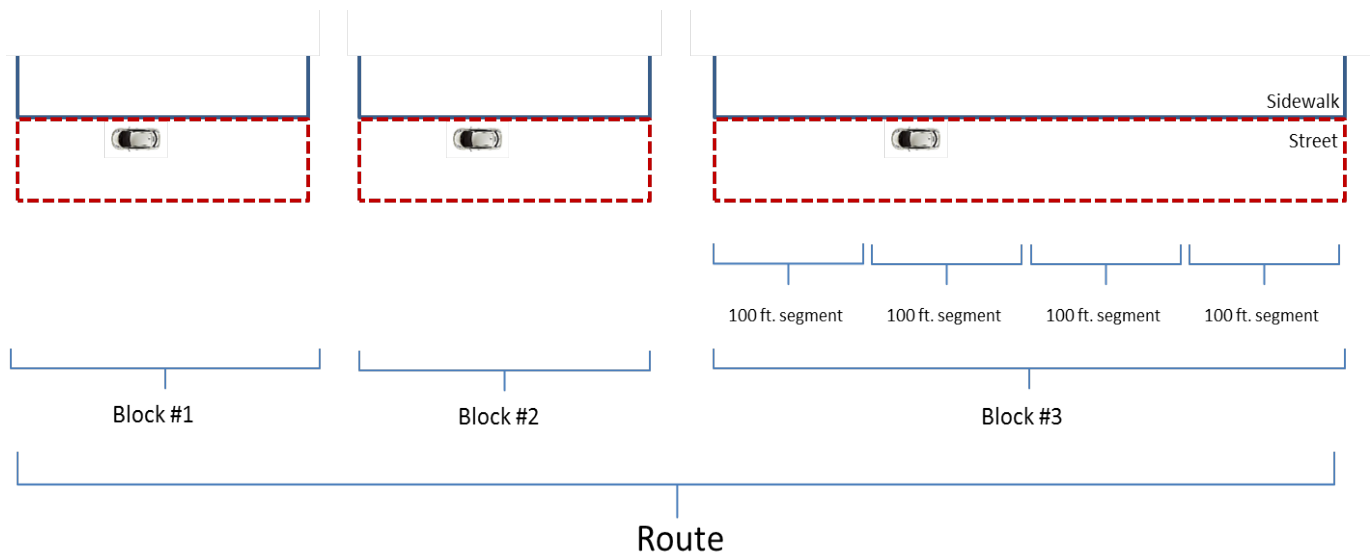 Sidewalk
Street
100 ft. segment
100 ft. segment
100 ft. segment
100 ft. segment
Block #1
Block #2
Block #3
Route